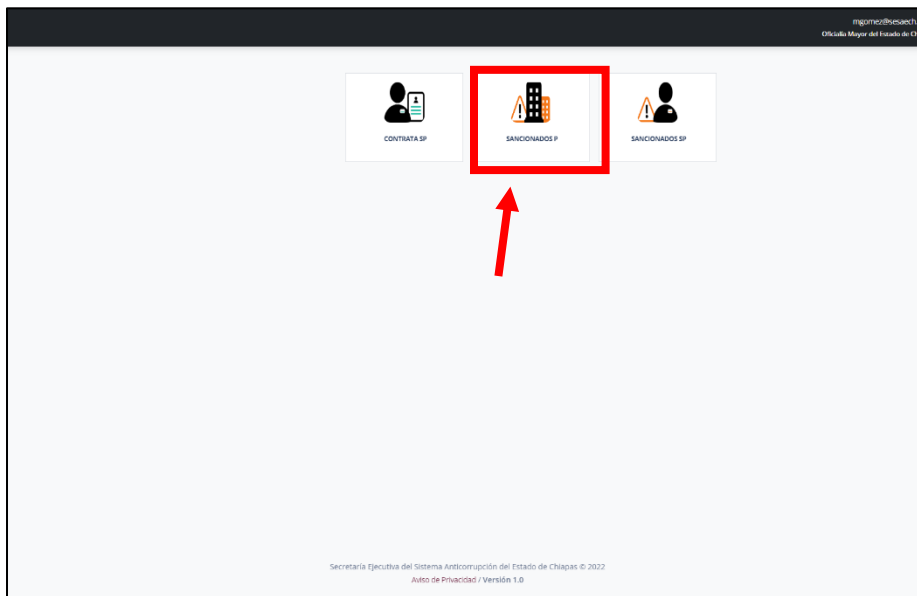 mgomez@sesaech.
Oficialía Mayor del Estado de Ch
CONTRATA SP
SANCIONADOS P
SANCIONADOS SP
Secretaría Ejecutiva del Sistema Anticorrupción del Estado de Chiapas © 2022
Aviso de Privacidad / Versión 1.0